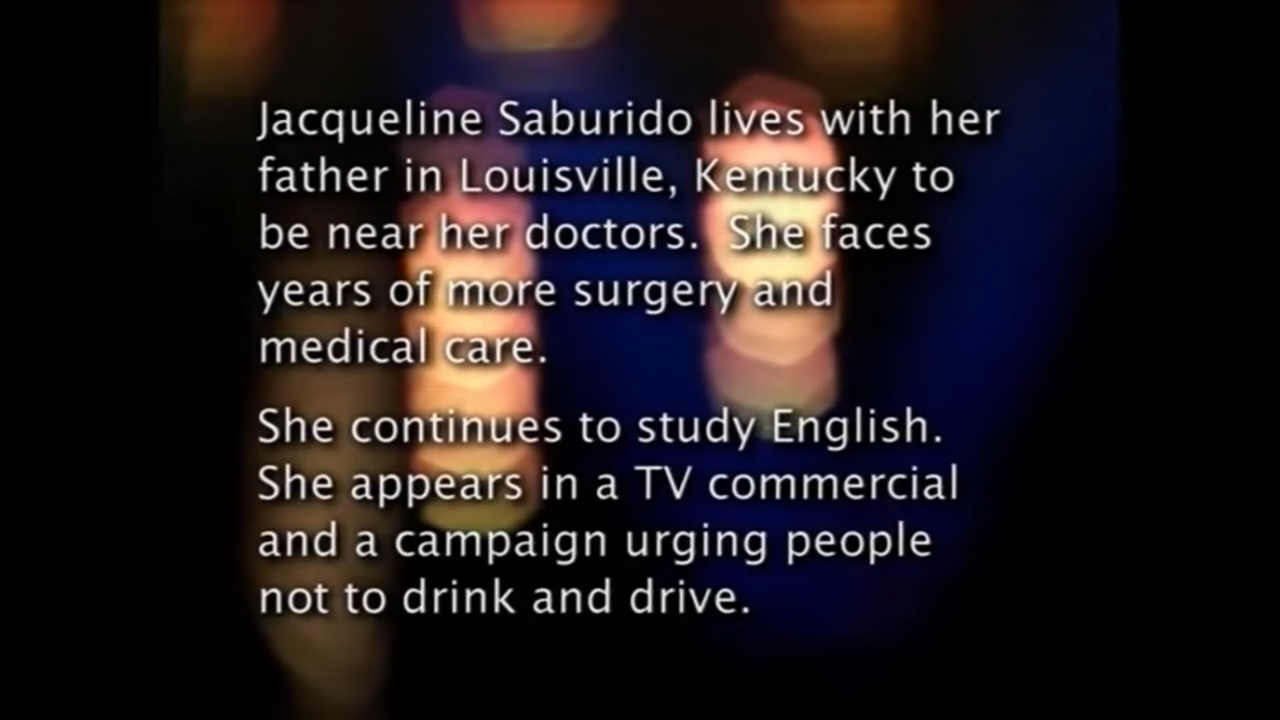 Jacqueline Saburido lives with her
father in Louisville, Kentucky to
be near her doctors.  She faces
years of more surgery and
medical care.
She continues to study English.
She appears in a TV commercial
and a campaign urging people
not to drink and drive.